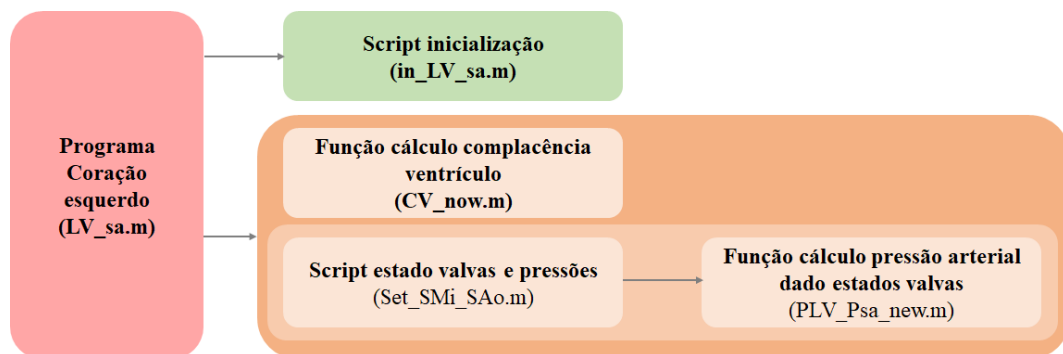 Programa
Coração
esquerdo
(LV_sa.m)
Script inicialização
(in_LV_sa.m)
Função cálculo complacência
ventrículo
(CV_now.m)
Script estado valvas e pressões
(Set_SMi_SAo.m)
Função cálculo pressão arterial
dado estados valvas
(PLV_Psa_new.m)